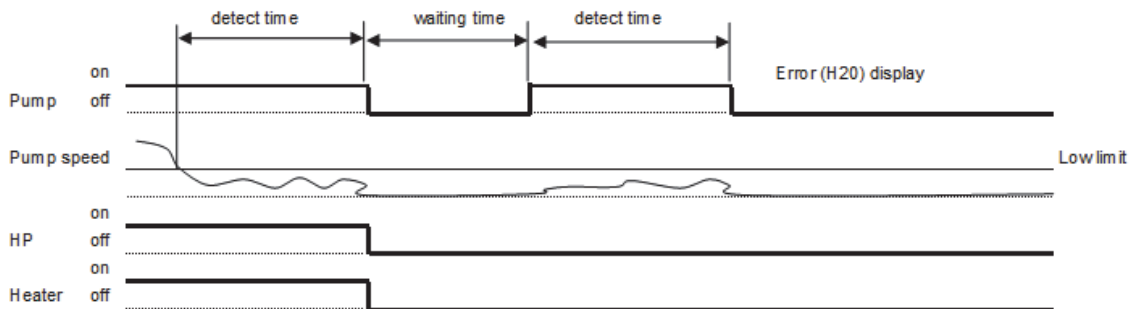 detect time waiting time detect time
on Error (H20) display
Pump off
Pump speed Low limit
on
HP off
on
Heater off